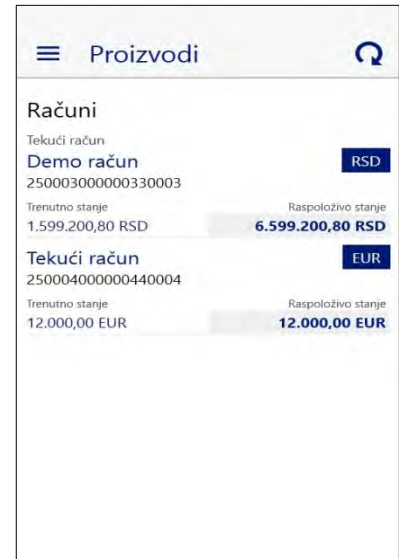 Proizvodi
Računi
Tekući račun
Demo račun RSD
250003000000330003
Trenutno stanje Raspoloživo stanje
1.599.200,80 RSD 6.599.200,80 RSD
Tekući račun EUR
250004000000440004
Trenutno stanje Raspoloživo stanje
12.000,00 EUR 12.000,00 EUR